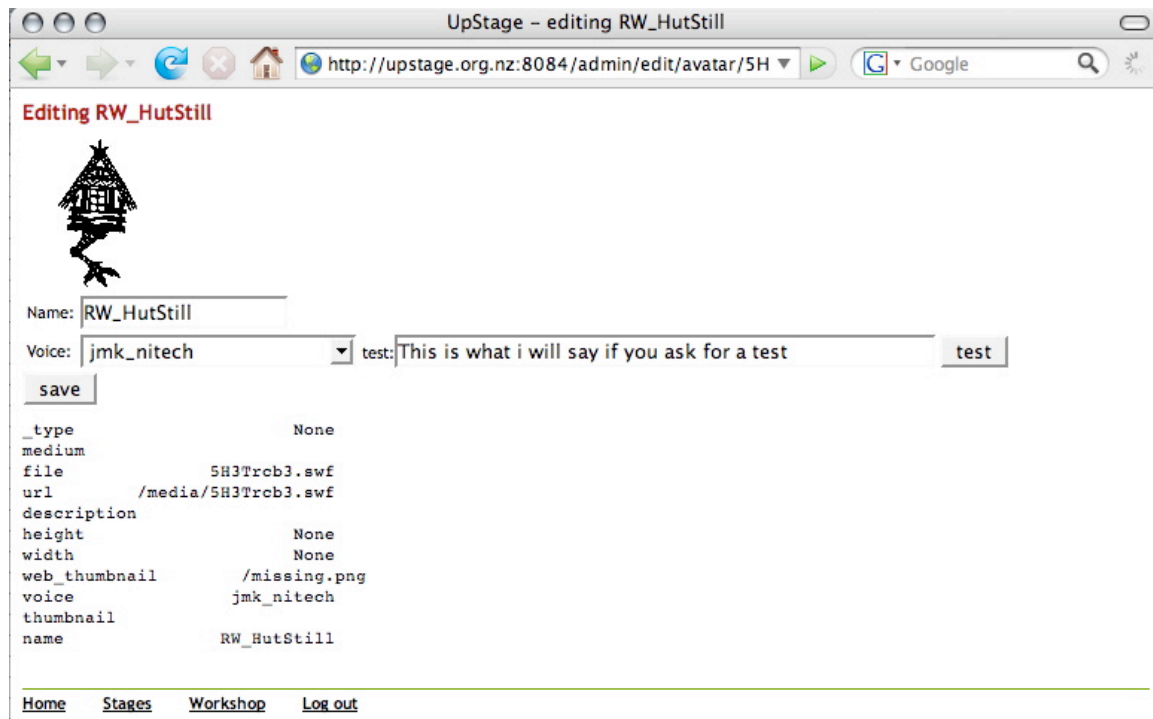 UpStage – editing RW_HutStill
http://upstage.org.nz:8084/admin/edit/avatar/5H
G Google
Editing RW_HutStill
Name: RW_HutStill
Voice: jmk_nitech test: This is what i will say if you ask for a test test
save
_type None
medium
file 5H3Trcb3.swf
url /media/5H3Trcb3.swf
description
height None
width None
web_thumbnail /missing.png
voice jmk_nitech
thumbnail
name RW_HutStill
Home Stages Workshop Log out